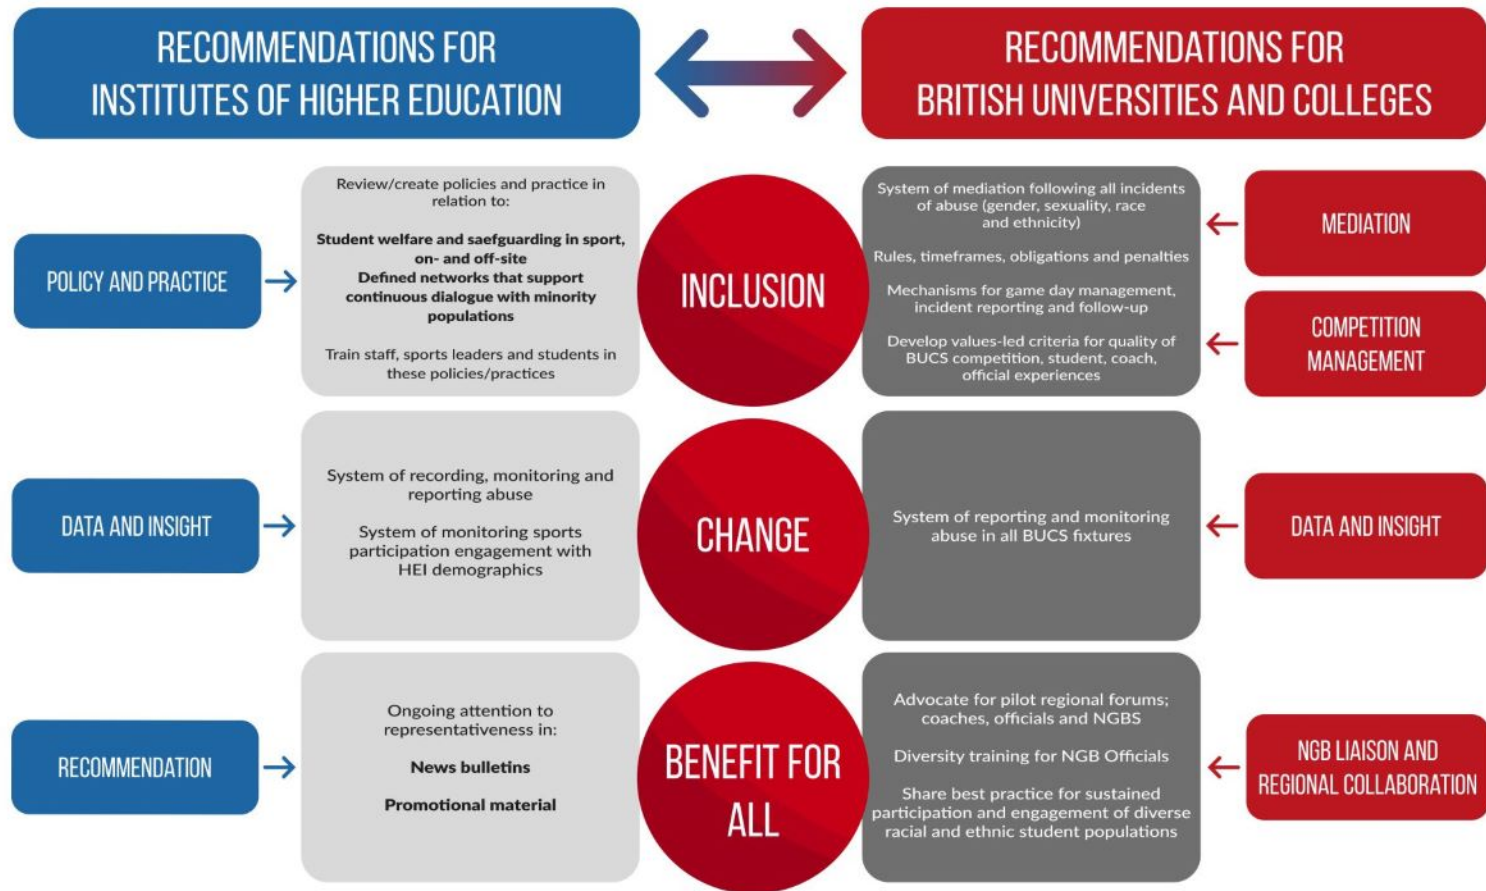 RECOMMENDATIONS FOR
INSTITUTES OF HIGHER EDUCATION
RECOMMENDATIONS FOR
BRITISH UNIVERSITIES AND COLLEGES
POLICY AND PRACTICE
Review/create policies and practice in
relation to:
Student welfare and saefguarding in sport,
on- and off-site
Defined networks that support
continuous dialogue with minority
populations
Train staff, sports leaders and students in
these policies/practices
INCLUSION
System of mediation following all incidents
of abuse (gender, sexuality, race
and ethnicity)
Rules, timeframes, obligations and penalties
Mechanisms for game day management,
incident reporting and follow-up
Develop values-led criteria for quality of
BUCS competition, student, coach,
official experiences
MEDIATION
COMPETITION
MANAGEMENT
DATA AND INSIGHT
System of recording, monitoring and
reporting abuse
System of monitoring sports
participation engagement with
HEI demographics
CHANGE
System of reporting and monitoring
abuse in all BUCS fixtures
DATA AND INSIGHT
RECOMMENDATION
Ongoing attention to
representativeness in:
News bulletins
Promotional material
BENEFIT FOR
ALL
Advocate for pilot regional forums;
coaches, officials and NGBS
Diversity training for NGB Officials
Share best practice for sustained
participation and engagement of diverse
racial and ethnic student populations
NGB LIAISON AND
REGIONAL COLLABORATION